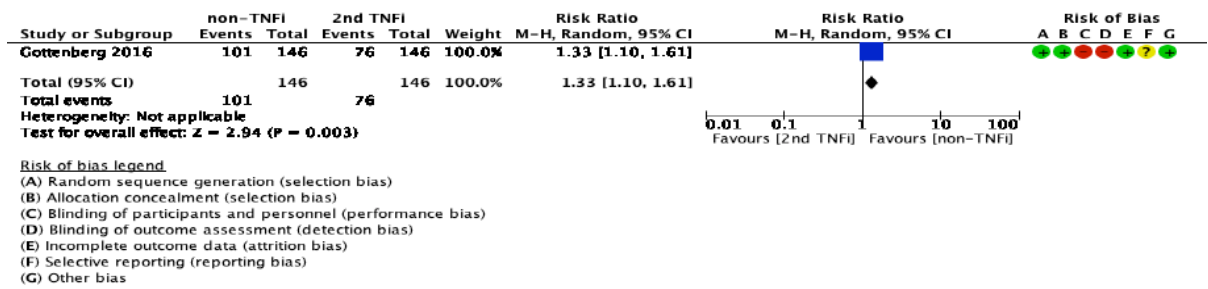 non-TNFi 2nd TNFi Risk Ratio Risk Ratio Risk of Bias
Study or Subgroup Events Total Events Total Weight M-H, Random, 95% CI M-H, Random, 95% CI A B C D E F G
Gottenberg 2016 101 146 76 146 100.0% 1.33 [1.10, 1.61] + + − − + ? +
Total (95% CI) 146 146 100.0% 1.33 [1.10, 1.61]
Total events 101 76
Heterogeneity: Not applicable
Test for overall effect: Z = 2.94 (P = 0.003)
0.01 0.1 1 10 100
Favours [2nd TNFi] Favours [non-TNFi]
Risk of bias legend
(A) Random sequence generation (selection bias)
(B) Allocation concealment (selection bias)
(C) Blinding of participants and personnel (performance bias)
(D) Blinding of outcome assessment (detection bias)
(E) Incomplete outcome data (attrition bias)
(F) Selective reporting (reporting bias)
(G) Other bias